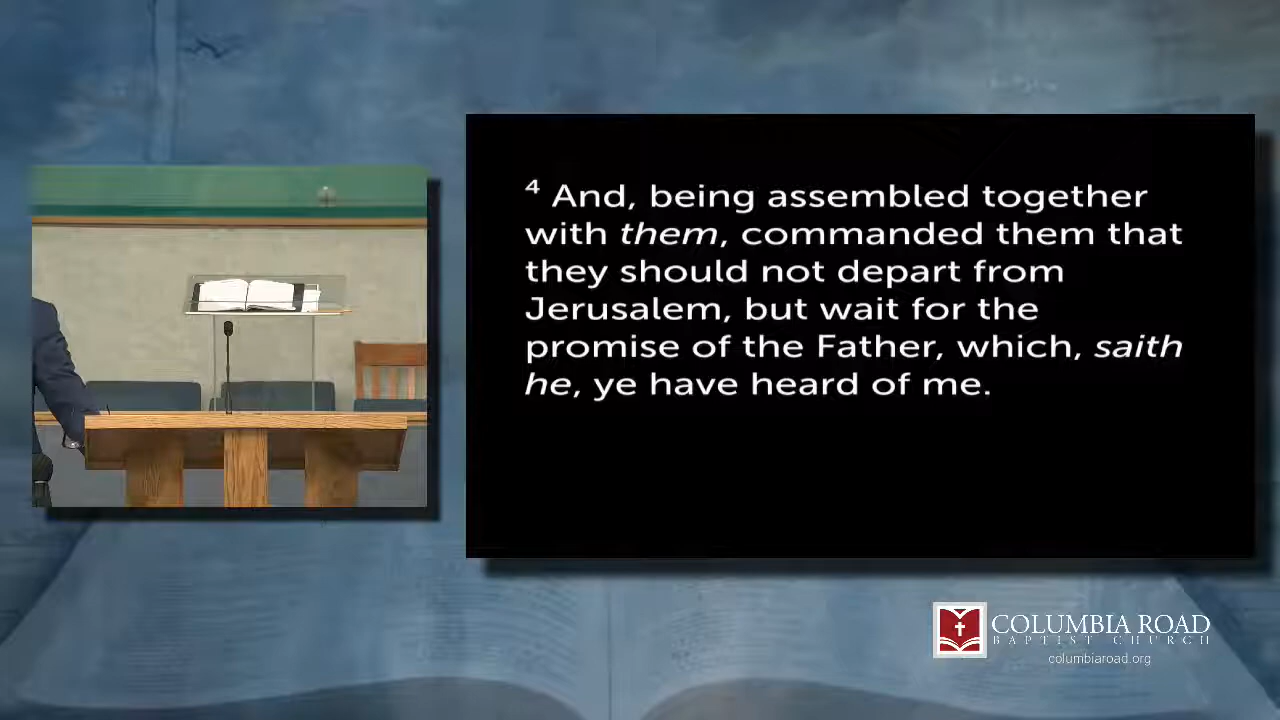 4 And, being assembled together
with them, commanded them that
they should not depart from
Jerusalem, but wait for the
promise of the Father, which, saith
he, ye have heard of me.
COLUMBIA ROAD
BAPTIST CHURCH
columbiaroad.org